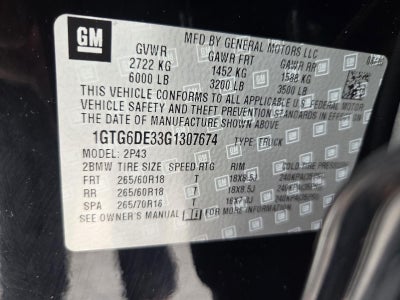 GM
MFD BY GENERAL MOTORS LLC
GVWR GAWR FRT GAWR RR
2722 KG 1452 KG 1588 KG
6000 LB 3200 LB 3500 LB
THIS VEHICLE CONFORMS TO ALL APPLICABLE U.S. FEDERAL MOTOR
VEHICLE SAFETY AND THEFT PREVENTION STANDARDS IN EFFECT ON
THE DATE OF MANUFACTURE SHOWN ABOVE.
1GTG6DE33G1307674 TYPE: TRUCK
MODEL: 2P43
2BMW TIRE SIZE SPEED RTG RIM COLD TIRE PRESSURE
FRT 265/60R18 T 18X8.5J
RR 265/60R18 T 18X8.5J
SPA 265/70R16 T
SEE OWNER'S MANUAL FOR MORE INFORMATION.